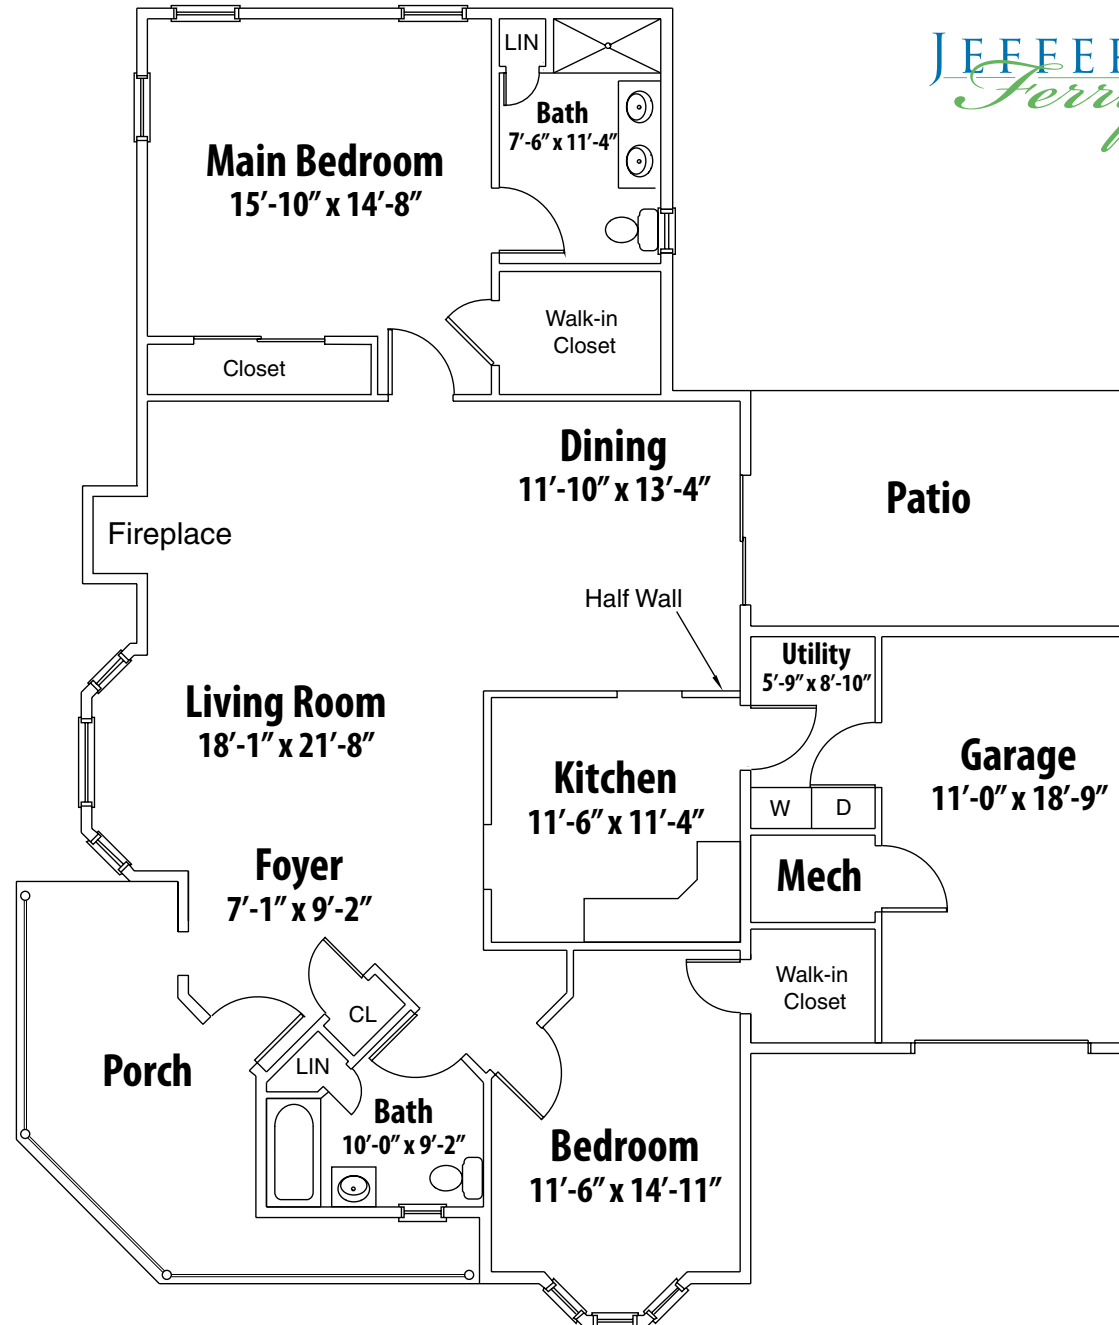 LIN
Bath
7′-6″ x 11′-4″
Main Bedroom
15′-10″ x 14′-8″
Walk-in
Closet
Closet
Dining
11′-10″ x 13′-4″
Patio
Fireplace
Half Wall
Utility
5′-9″ x 8′-10″
Living Room
18′-1″ x 21′-8″
Kitchen
11′-6″ x 11′-4″
Garage
11′-0″ x 18′-9″
W
D
Foyer
7′-1″ x 9′-2″
Mech
Walk-in
Closet
CL
LIN
Porch
Bath
10′-0″ x 9′-2″
Bedroom
11′-6″ x 14′-11″